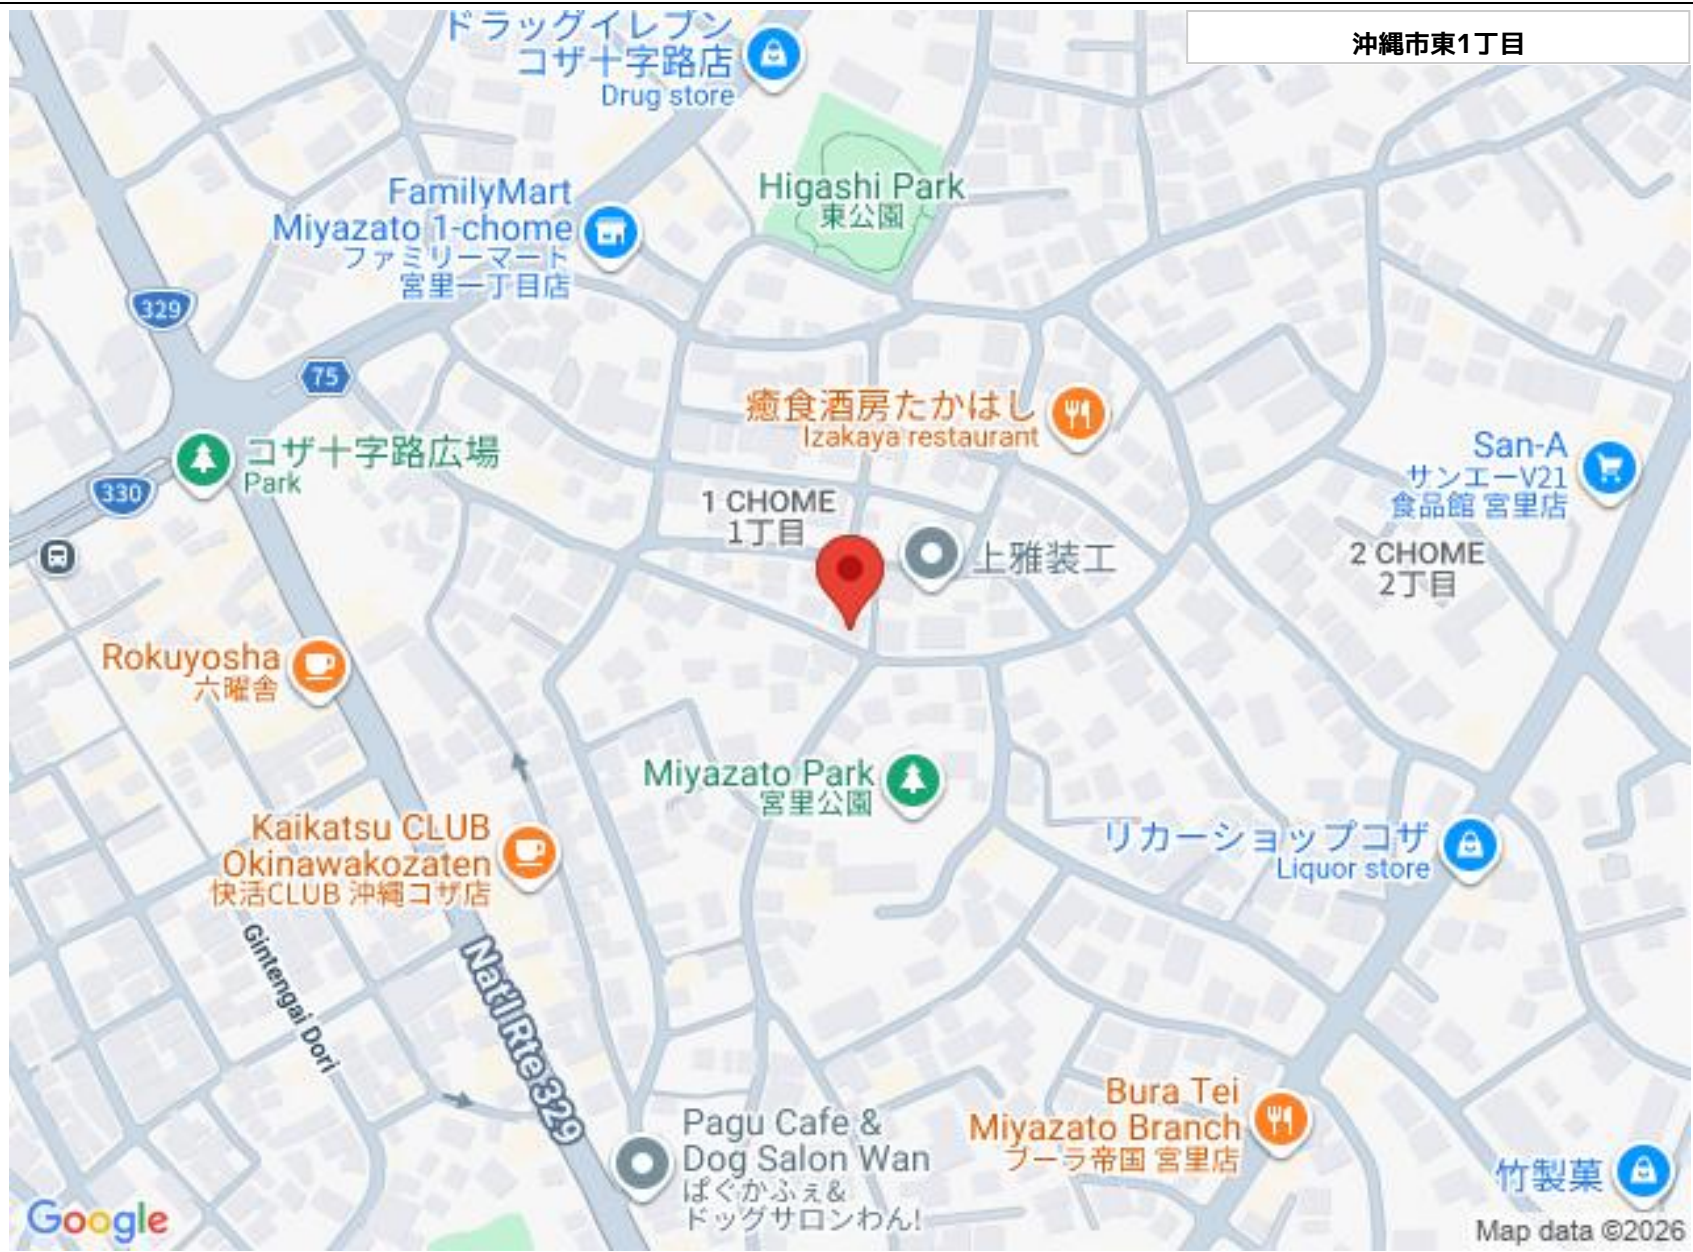 沖縄市東1丁目
ドラッグイレブン
コザ十字路店
Drug store
Higashi Park
東公園
FamilyMart
Miyazato 1-chome
ファミリーマート
宮里一丁目店
329
75
癒食酒房たかはし
Izakaya restaurant
コザ十字路広場
Park
330
San-A
サンエーV21
食品館 宮里店
1 CHOME
1丁目
上雅装工
2 CHOME
2丁目
Rokuyosha
六曜舎
Miyazato Park
宮里公園
Kaikatsu CLUB
Okinawakozaten
快活CLUB 沖縄コザ店
リカーショップコザ
Liquor store
Gintengai Dori
Nat'l Rte 329
Bura Tei
Miyazato Branch
ブーラ帝国 宮里店
Pagu Cafe &
Dog Salon Wan
ぱぐかふぇ&
ドッグサロンわん!
竹製菓
Google
Map data ©2026